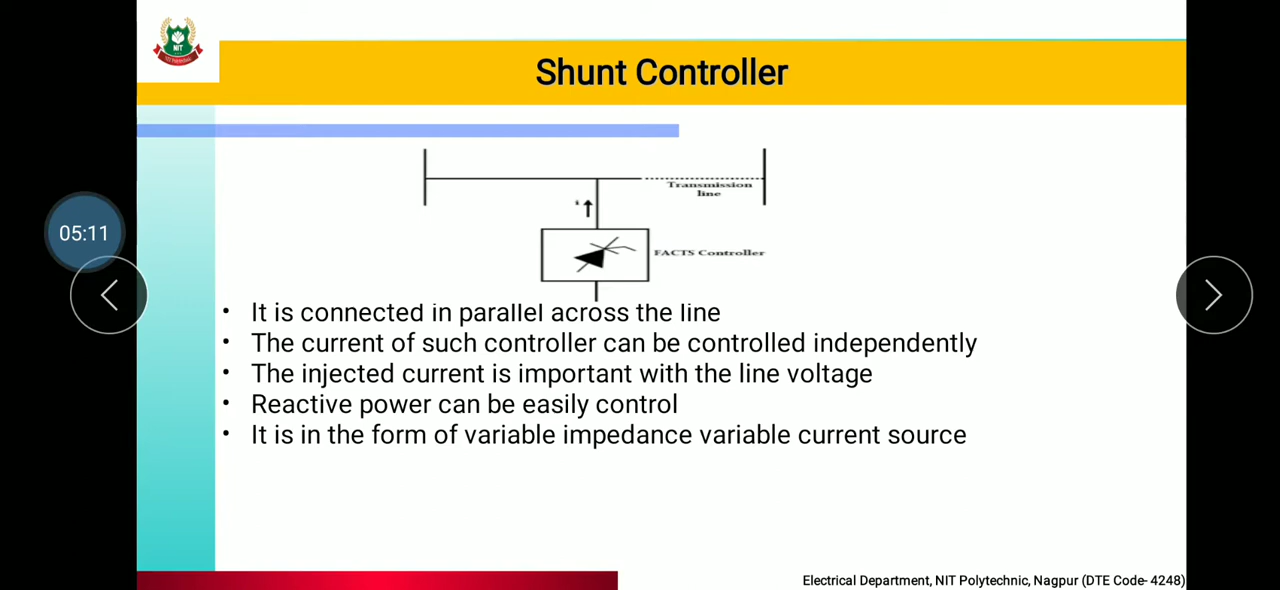 NIT
Shunt Controller
Transmission
line
05:11
FACTS Controller
• It is connected in parallel across the line
• The current of such controller can be controlled independently
• The injected current is important with the line voltage
• Reactive power can be easily control
• It is in the form of variable impedance variable current source
Electrical Department, NIT Polytechnic, Nagpur (DTE Code- 4248)